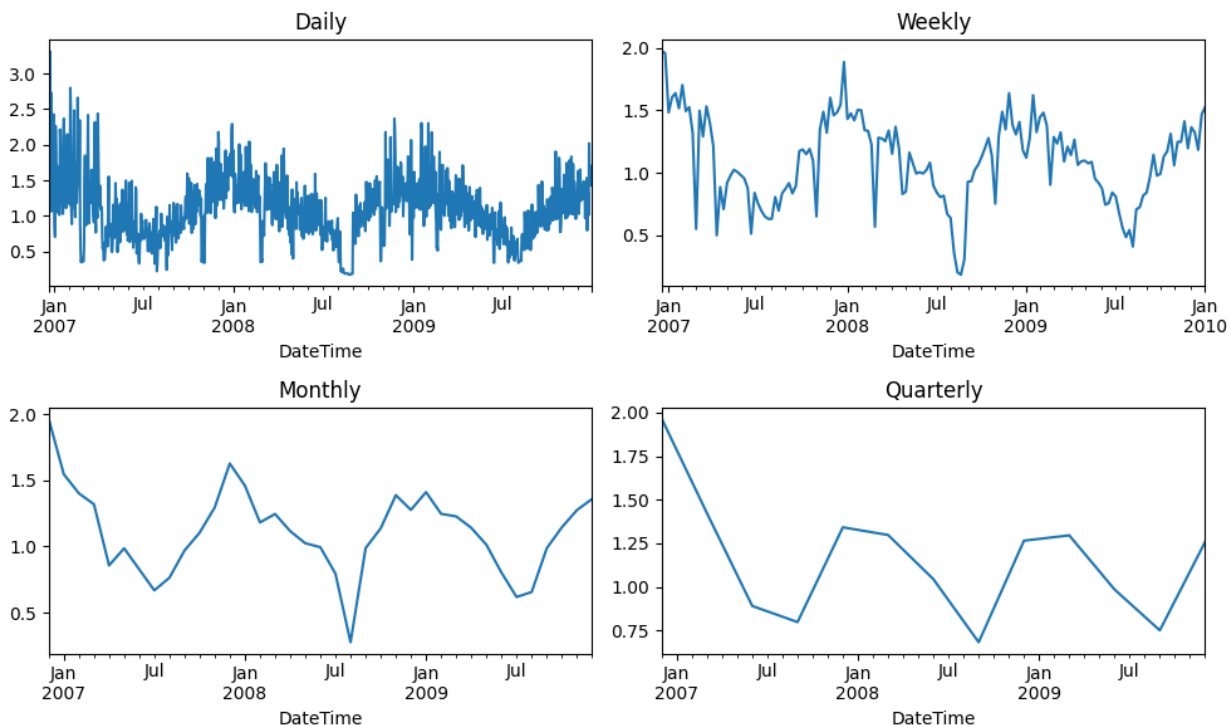 Daily
3.0
2.5
2.0
1.5
1.0
0.5
Jan Jul Jan Jul Jan Jul
2007 2008 2009
DateTime
Weekly
2.0
1.5
1.0
0.5
Jan Jul Jan Jul Jan Jul Jan
2007 2008 2009 2010
DateTime
Monthly
2.0
1.5
1.0
0.5
Jan Jul Jan Jul Jan Jul
2007 2008 2009
DateTime
Quarterly
2.00
1.75
1.50
1.25
1.00
0.75
Jan Jul Jan Jul Jan Jul
2007 2008 2009
DateTime